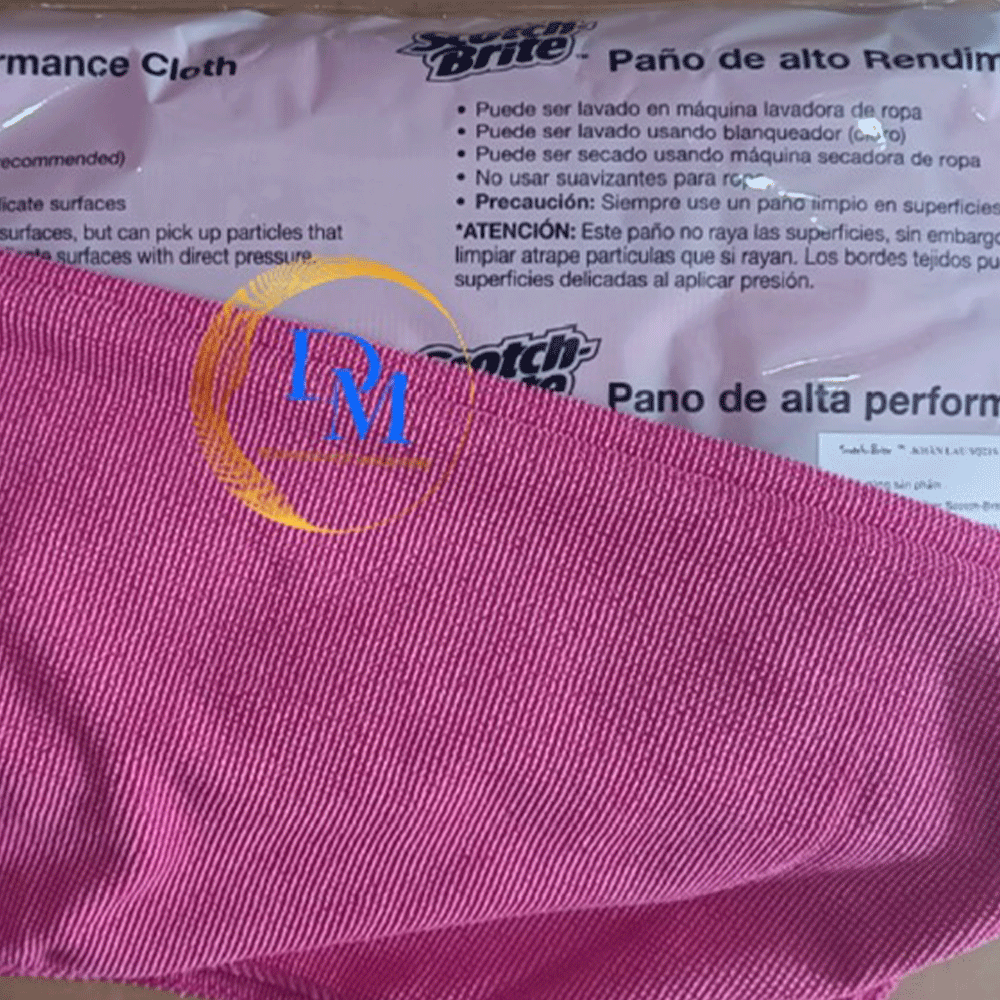 rmance Cloth
ecommended)
licate surfaces
surfaces, but can pick up particles that
surfaces with direct pressure.
Scotch-
Brite™ Paño de alto Rendim
• Puede ser lavado en máquina lavadora de ropa
• Puede ser lavado usando blanqueador
• Puede ser secado usando máquina secadora de ropa
• No usar suavizantes para
• Precaución: Siempre use un paño limpio en superficies
*ATENCIÓN: Este paño no raya las superficies, sin embargo
limpiar atrape particulas que si rayan. Los bordes tejidos pu
superficies delicadas al aplicar presión.
Scotch-
Pano de alta perform
DM
sản phẩm